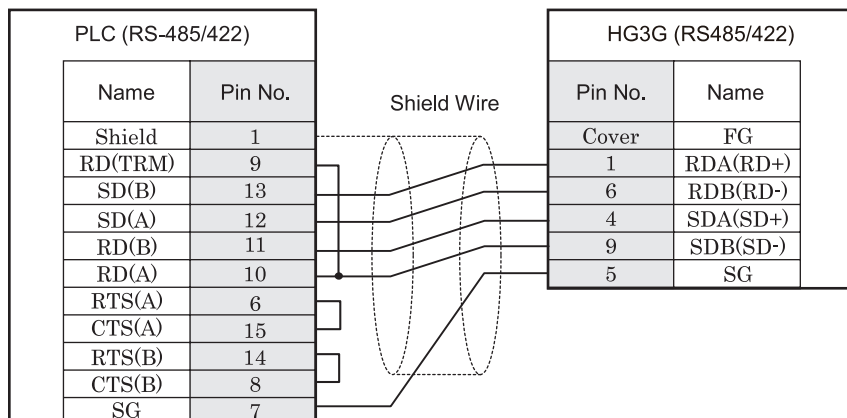 PLC (RS-485/422)
Name Pin No.
Shield 1
RD(TRM) 9
SD(B) 13
SD(A) 12
RD(B) 11
RD(A) 10
RTS(A) 6
CTS(A) 15
RTS(B) 14
CTS(B) 8
SG 7
Shield Wire
HG3G (RS485/422)
Pin No. Name
Cover FG
1 RDA(RD+)
6 RDB(RD-)
4 SDA(SD+)
9 SDB(SD-)
5 SG